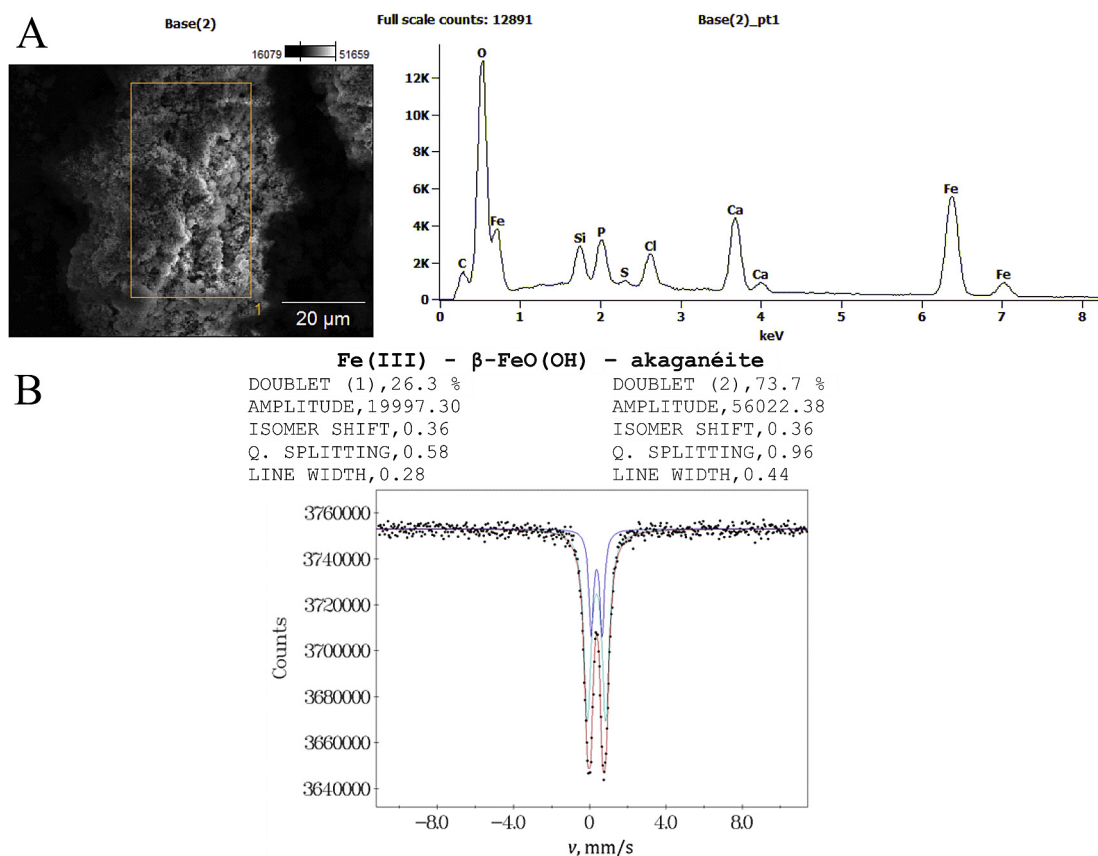 A
Base(2)
16079 51659
1
20 µm
Full scale counts: 12891
Base(2)_pt1
12K
10K
8K
6K
4K
2K
0
C
O
Fe
Si
P
S
Cl
Ca
Ca
Fe
Fe
0 1 2 3 4 5 6 7 8
keV
B
Fe(III) - β-FeO(OH) – akaganéite
DOUBLET (1),26.3 %
AMPLITUDE,19997.30
ISOMER SHIFT,0.36
Q. SPLITTING,0.58
LINE WIDTH,0.28
DOUBLET (2),73.7 %
AMPLITUDE,56022.38
ISOMER SHIFT,0.36
Q. SPLITTING,0.96
LINE WIDTH,0.44
Counts
3760000
3740000
3720000
3700000
3680000
3660000
3640000
−8.0 −4.0 0 4.0 8.0
v, mm/s